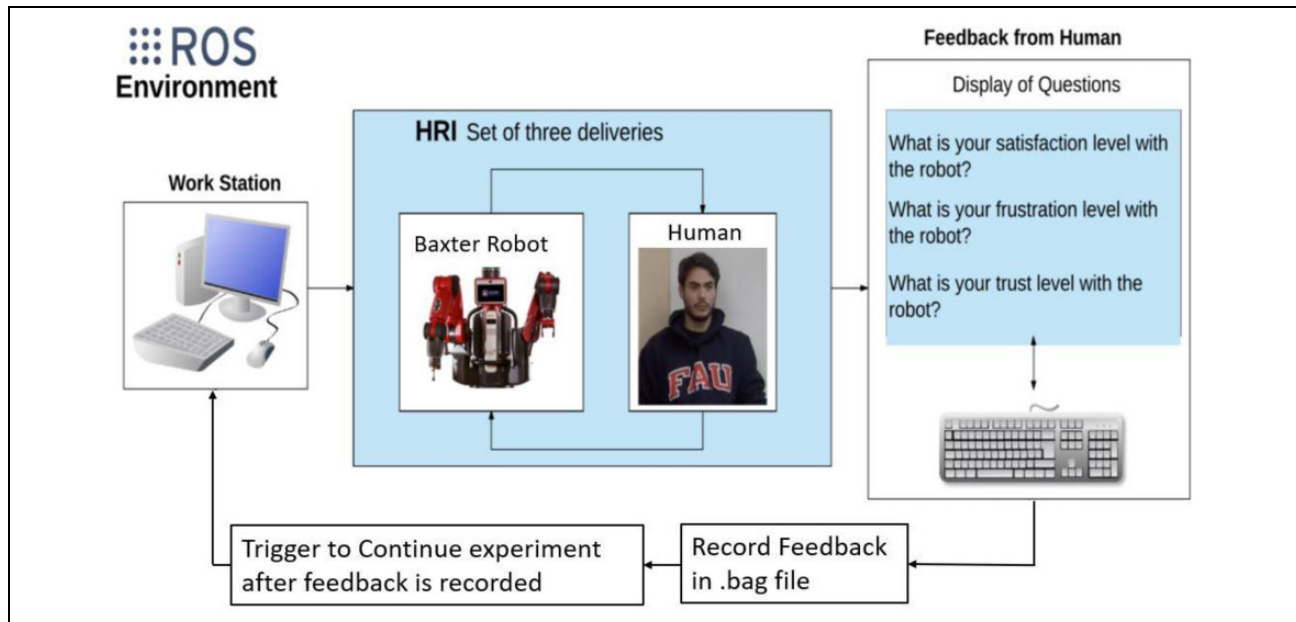 ROS
Environment
Feedback from Human
Display of Questions
HRI Set of three deliveries
What is your satisfaction level with
the robot?
Work Station
What is your frustration level with
the robot?
Baxter Robot
Human
What is your trust level with the
robot?
FAU
Trigger to Continue experiment
after feedback is recorded
Record Feedback
in .bag file